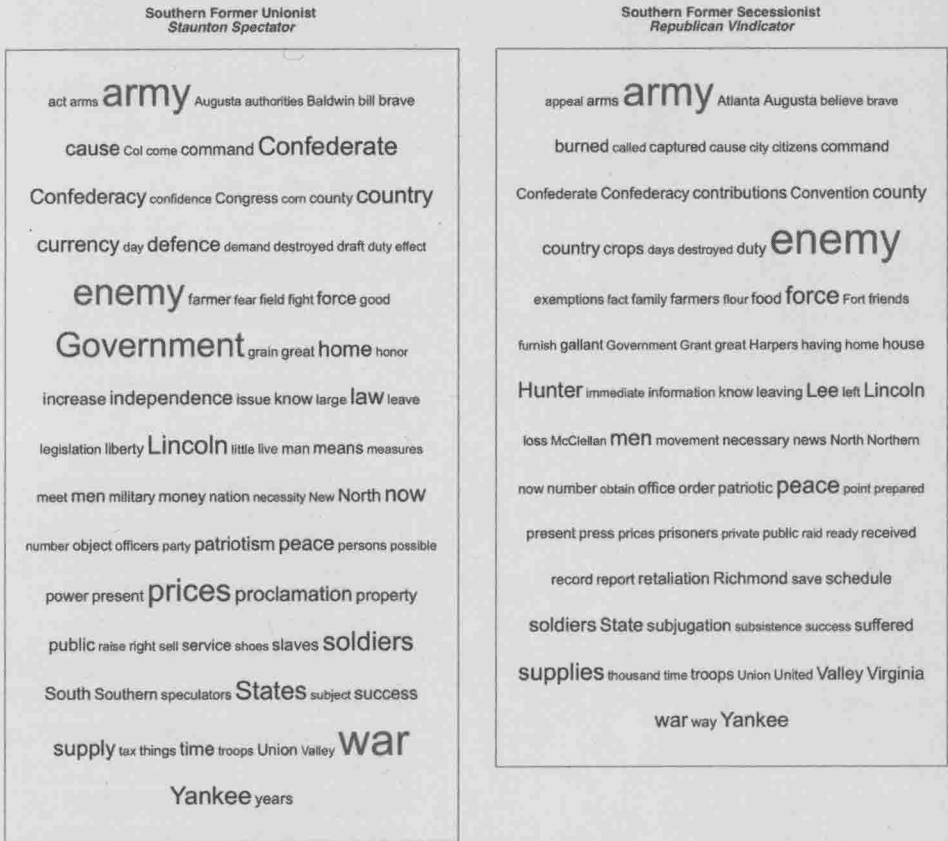 Southern Former Unionist
Staunton Spectator
act arms army Augusta authorities Baldwin bill brave
cause Col come command Confederate
Confederacy confidence Congress corn county country
currency day defence demand destroyed draft duty effect
enemy farmer fear field fight force good
Government grain great home honor
increase independence issue know large law leave
legislation liberty Lincoln little live man means measures
meet men military money nation necessity New North now
number object officers party patriotism peace persons possible
power present prices proclamation property
public raise right sell service shoes slaves soldiers
South Southern speculators States subject success
supply tax things time troops Union Valley war
Yankee years
Southern Former Secessionist
Republican Vindicator
appeal arms army Atlanta Augusta believe brave
burned called captured cause city citizens command
Confederate Confederacy contributions Convention county
country crops days destroyed duty enemy
exemptions fact family farmers flour food force Fort friends
furnish gallant Government Grant great Harpers having home house
Hunter immediate information know leaving Lee left Lincoln
loss McClellan men movement necessary news North Northern
now number obtain office order patriotic peace point prepared
present press prices prisoners private public raid ready received
record report retaliation Richmond save schedule
soldiers State subjugation subsistence success suffered
supplies thousand time troops Union United Valley Virginia
war way Yankee